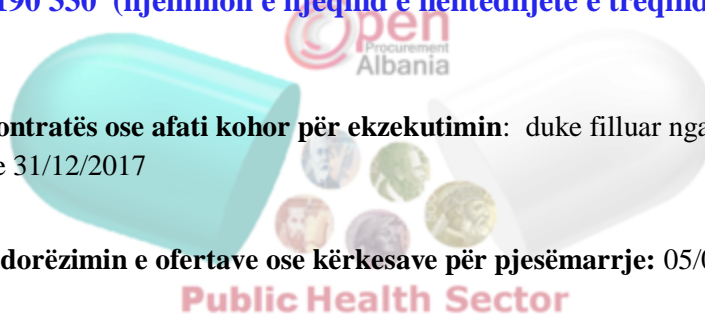 190 330 (njëmilion e njëqind e nëntëdhjetë e treqind
Open
Procurement
Albania
ontratës ose afati kohor për ekzekutimin: duke filluar nga
e 31/12/2017
dorëzimin e ofertave ose kërkesave për pjesëmarrje: 05/0
Public Health Sector